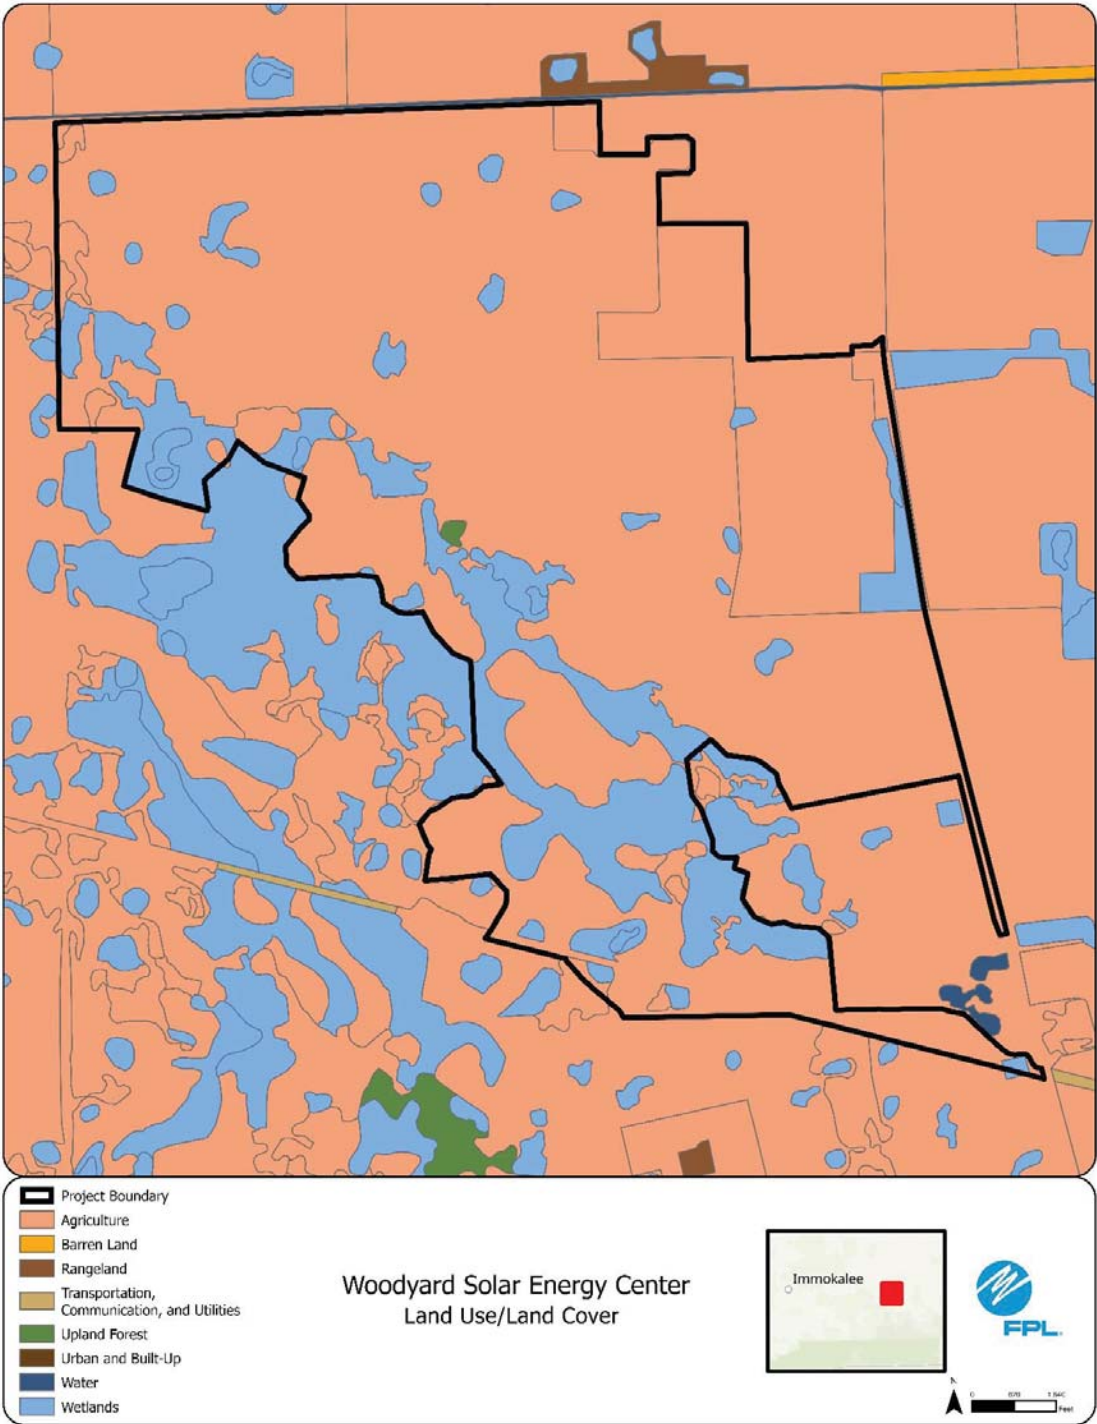 Project Boundary
Agriculture
Barren Land
Rangeland
Transportation,
Communication, and Utilities
Upland Forest
Urban and Built-Up
Water
Wetlands
Woodyard Solar Energy Center
Land Use/Land Cover
Immokalee
FPL
N
0
Feet